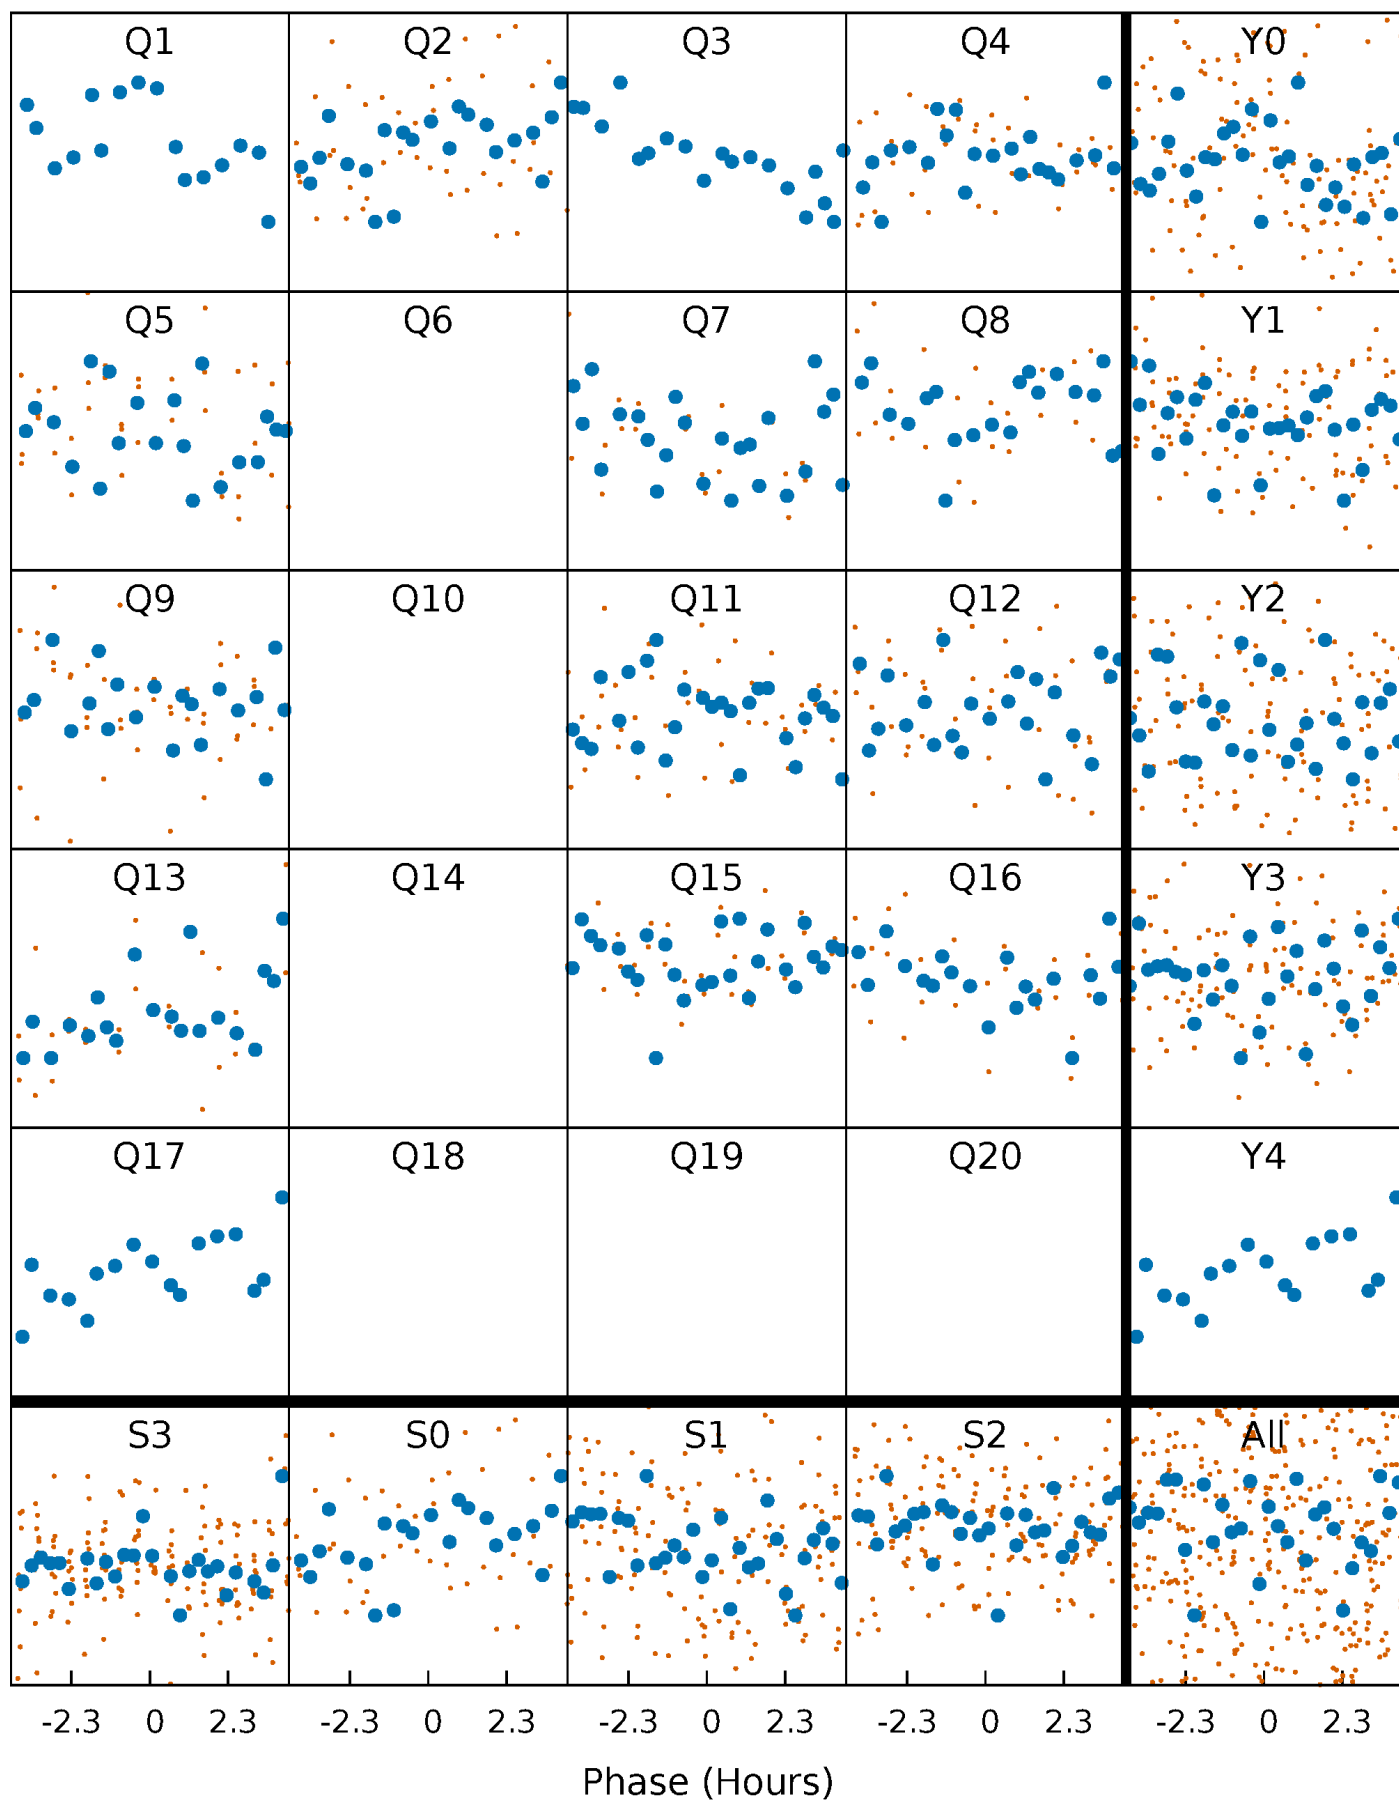 Q1 Q2 Q3 Q4 Y0
Q5 Q6 Q7 Q8 Y1
Q9 Q10 Q11 Q12 Y2
Q13 Q14 Q15 Q16 Y3
Q17 Q18 Q19 Q20 Y4
S3 S0 S1 S2 All
-2.3 0 2.3 -2.3 0 2.3 -2.3 0 2.3 -2.3 0 2.3 -2.3 0 2.3
Phase (Hours)